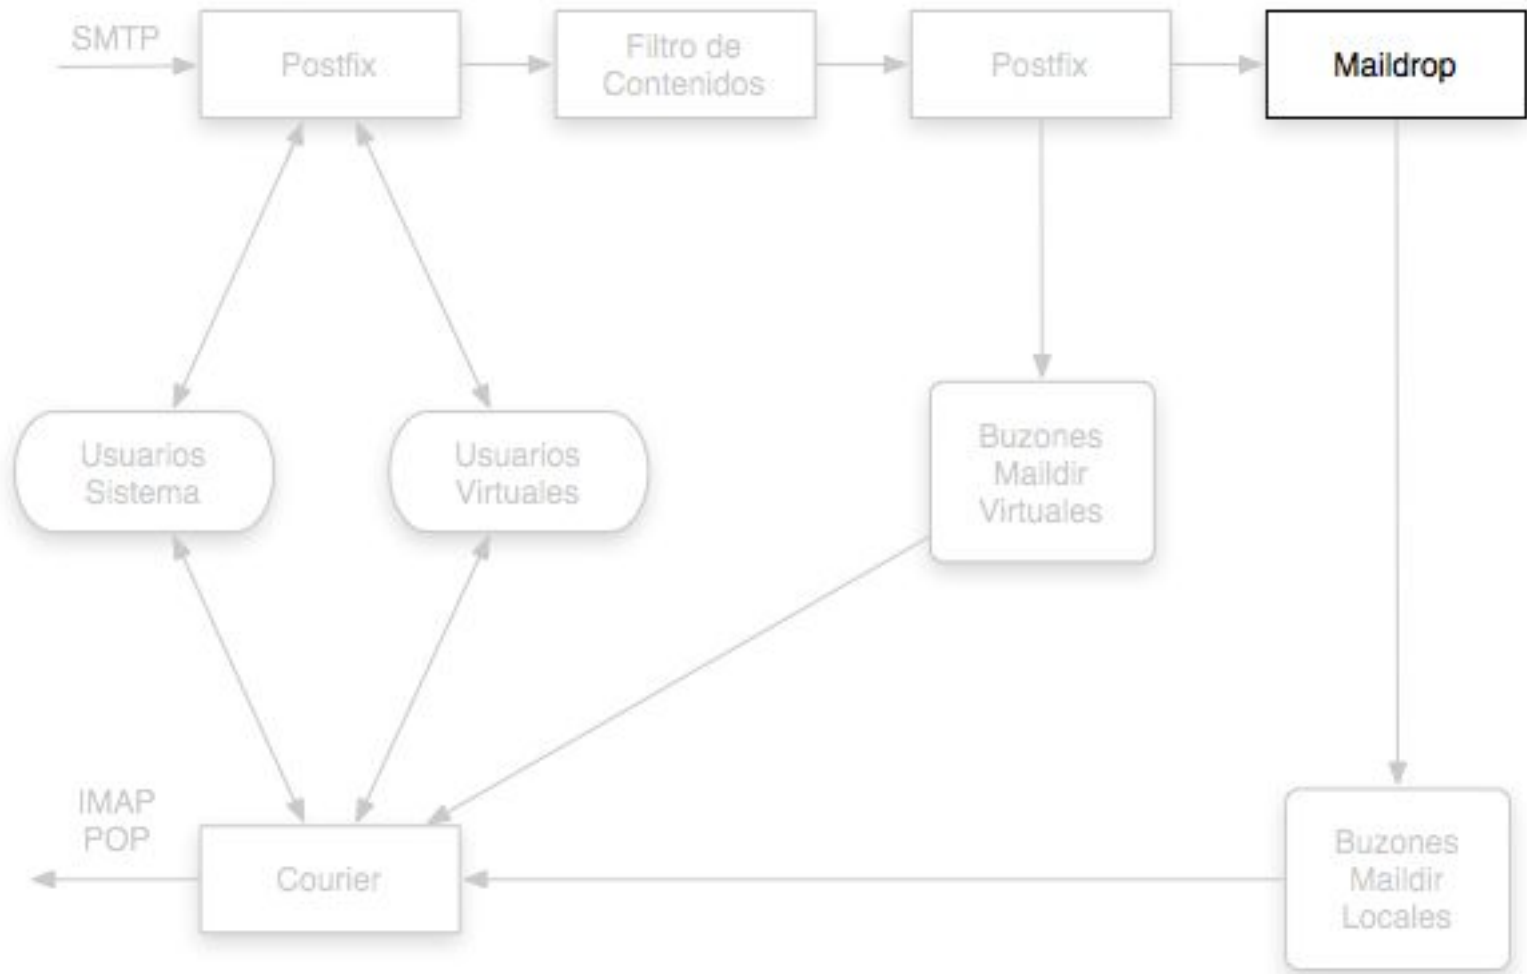 SMTP
Postfix
Filtro de
Contenidos
Postfix
Maildrop
Usuarios
Sistema
Usuarios
Virtuales
Buzones
Maildir
Virtuales
IMAP
POP
Courier
Buzones
Maildir
Locales